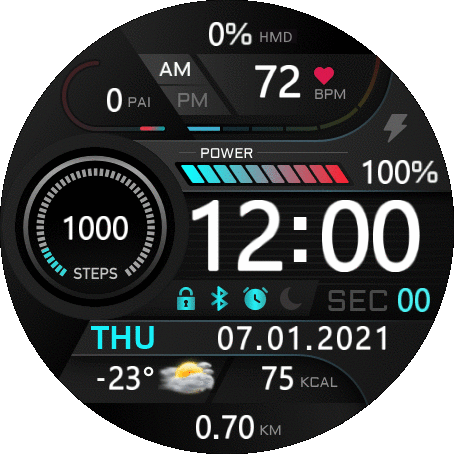 0% HMD
AM
72
0 PAI
PM
BPM
POWER
100%
1000
STEPS
12:00
SEC 00
THU 07.01.2021
-23° 75 KCAL
0.70 KM